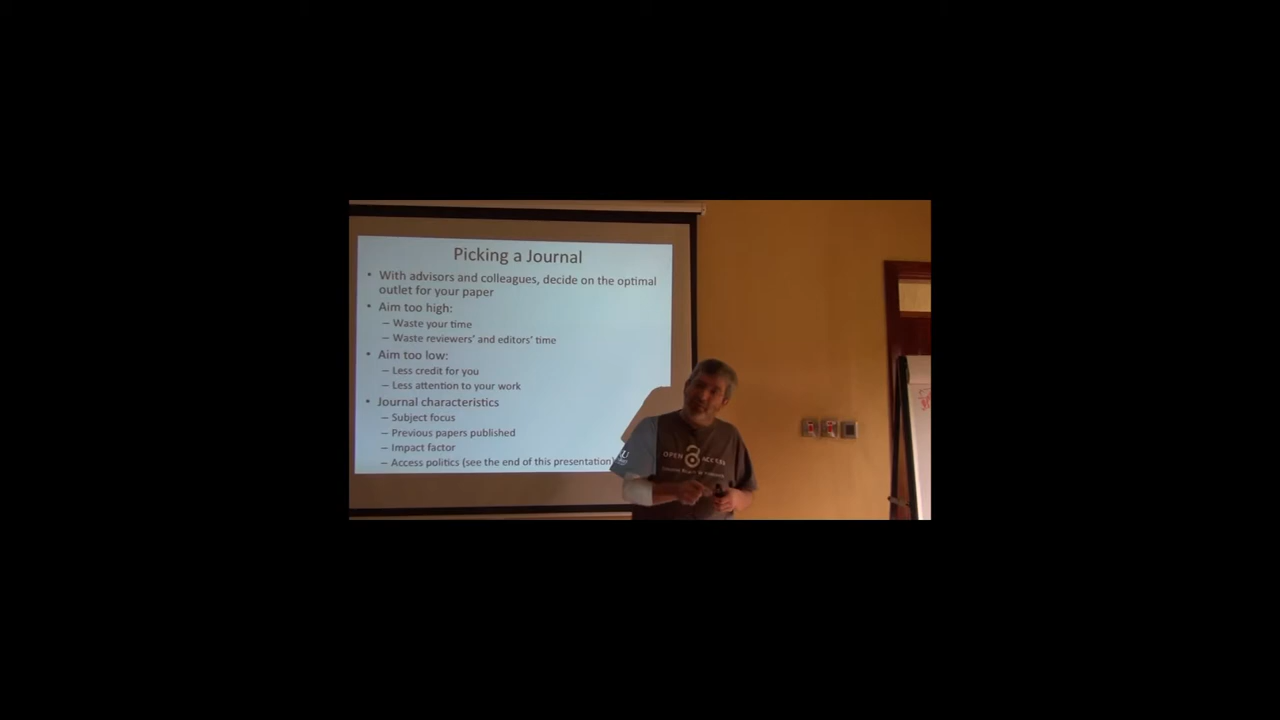 Picking a Journal
• With advisors and colleagues, decide on the optimal
outlet for your paper
• Aim too high:
– Waste your time
– Waste reviewers’ and editors’ time
• Aim too low:
– Less credit for you
– Less attention to your work
• Journal characteristics
– Subject focus
– Previous papers published
– Impact factor
– Access politics (see the end of this presentation)
OPEN ACCESS